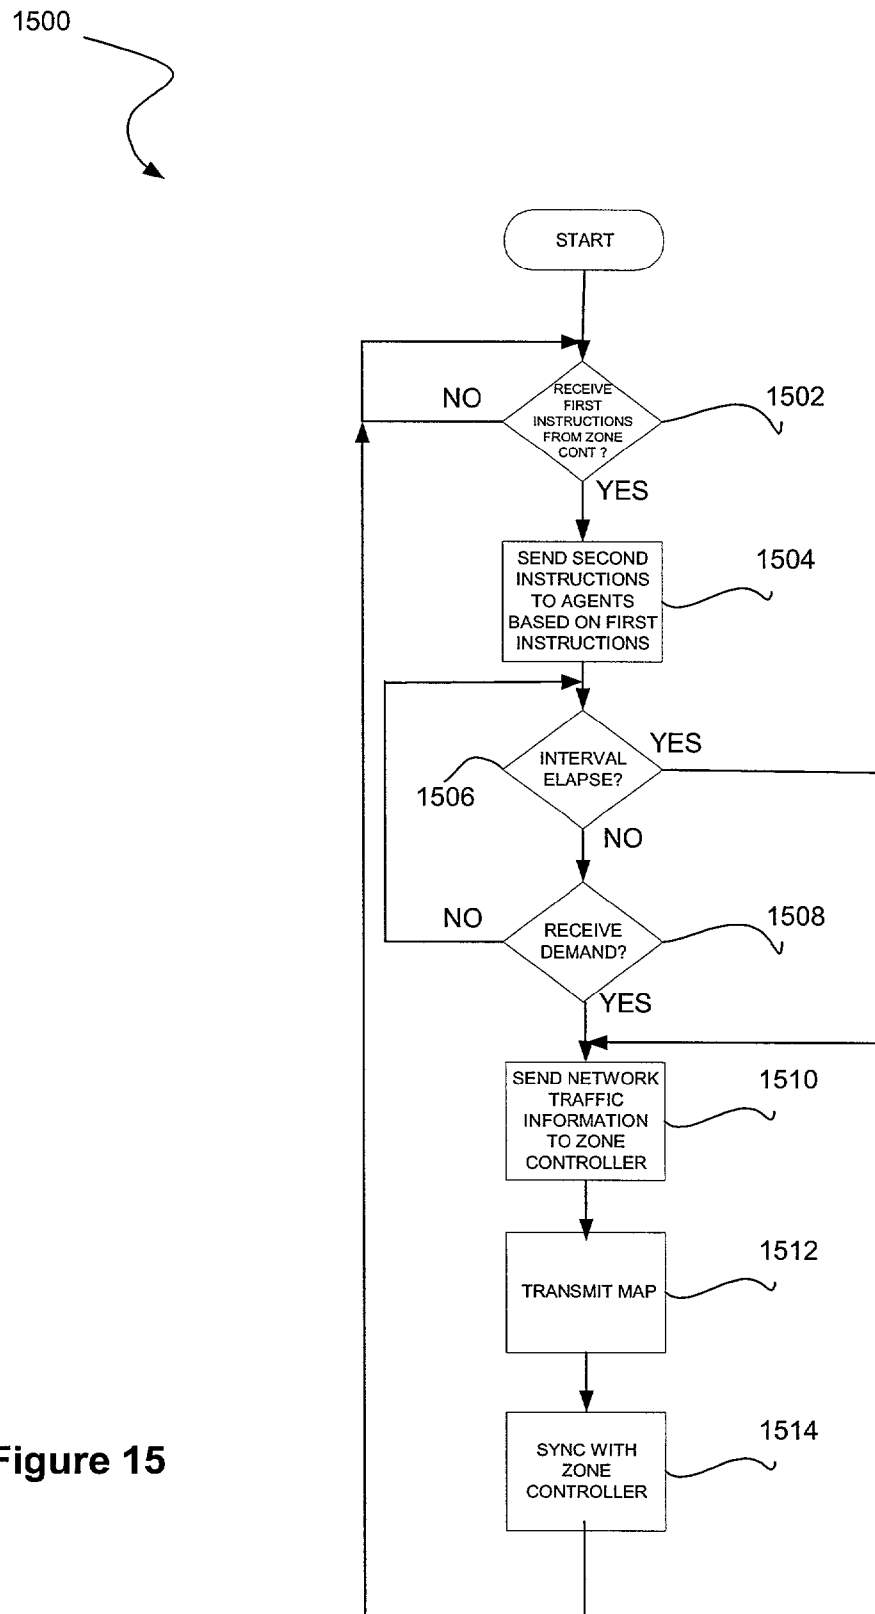 1500
START
NO
RECEIVE
FIRST
INSTRUCTIONS
FROM ZONE
CONT ?
1502
YES
SEND SECOND
INSTRUCTIONS
TO AGENTS
BASED ON FIRST
INSTRUCTIONS
1504
INTERVAL
ELAPSE?
YES
1506
NO
NO
RECEIVE
DEMAND?
1508
YES
SEND NETWORK
TRAFFIC
INFORMATION
TO ZONE
CONTROLLER
1510
TRANSMIT MAP
1512
SYNC WITH
ZONE
CONTROLLER
1514
Figure 15